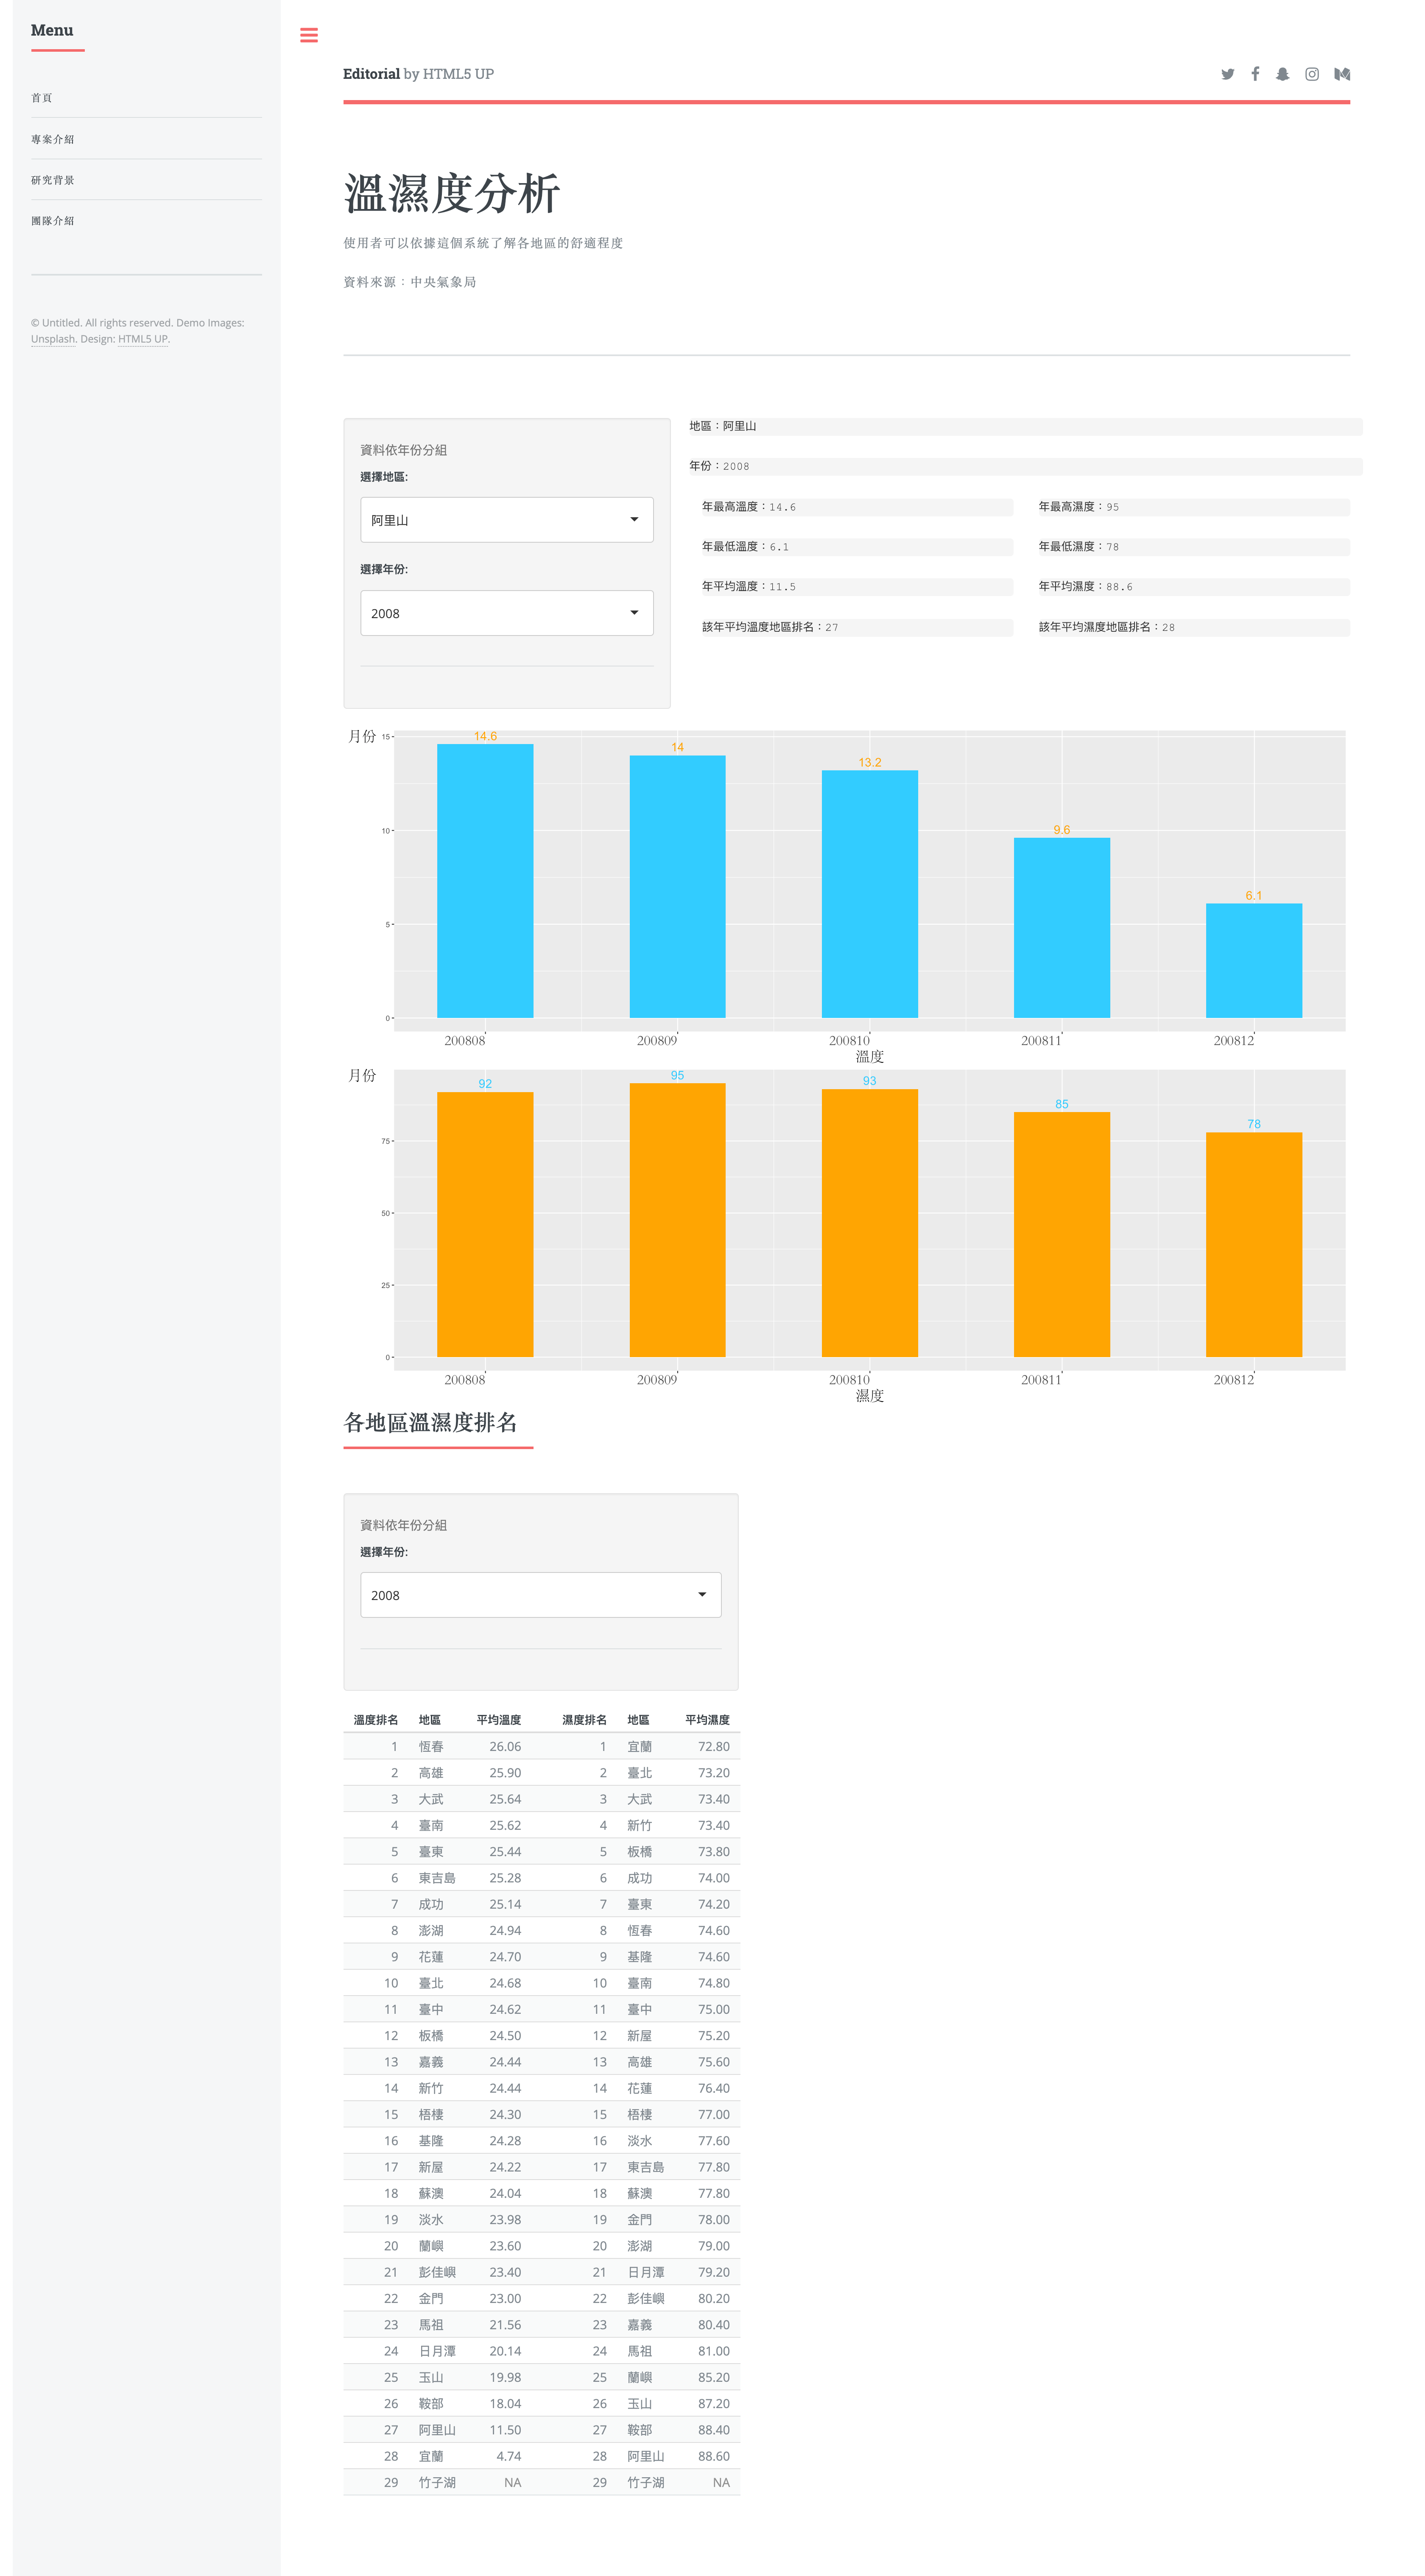 Menu
首頁
專案介紹
研究背景
團隊介紹
© Untitled. All rights reserved. Demo Images:
Unsplash. Design: HTML5 UP.
Editorial by HTML5 UP
溫濕度分析
使用者可以依據這個系統了解各地區的舒適程度
資料來源：中央氣象局
資料依年份分組
選擇地區:
阿里山
選擇年份:
2008
地區：阿里山
年份：2008
年最高溫度：14.6
年最高濕度：95
年最低溫度：6.1
年最低濕度：78
年平均溫度：11.5
年平均濕度：88.6
該年平均溫度地區排名：27
該年平均濕度地區排名：28
月份
15
10
5
0
14.6
14
13.2
9.6
6.1
200808 200809 200810 200811 200812
溫度
月份
75
50
25
0
92
95
93
85
78
200808 200809 200810 200811 200812
濕度
各地區溫濕度排名
資料依年份分組
選擇年份:
2008
溫度排名 地區 平均溫度 濕度排名 地區 平均濕度
1 恆春 26.06 1 宜蘭 72.80
2 高雄 25.90 2 臺北 73.20
3 大武 25.64 3 大武 73.40
4 臺南 25.62 4 新竹 73.40
5 臺東 25.44 5 板橋 73.80
6 東吉島 25.28 6 成功 74.00
7 成功 25.14 7 臺東 74.20
8 澎湖 24.94 8 恆春 74.60
9 花蓮 24.70 9 基隆 74.60
10 臺北 24.68 10 臺南 74.80
11 臺中 24.62 11 臺中 75.00
12 板橋 24.50 12 新屋 75.20
13 嘉義 24.44 13 高雄 75.60
14 新竹 24.44 14 花蓮 76.40
15 梧棲 24.30 15 梧棲 77.00
16 基隆 24.28 16 淡水 77.60
17 新屋 24.22 17 東吉島 77.80
18 蘇澳 24.04 18 蘇澳 77.80
19 淡水 23.98 19 金門 78.00
20 蘭嶼 23.60 20 澎湖 79.00
21 彭佳嶼 23.40 21 日月潭 79.20
22 金門 23.00 22 彭佳嶼 80.20
23 馬祖 21.56 23 嘉義 80.40
24 日月潭 20.14 24 馬祖 81.00
25 玉山 19.98 25 蘭嶼 85.20
26 鞍部 18.04 26 玉山 87.20
27 阿里山 11.50 27 鞍部 88.40
28 宜蘭 4.74 28 阿里山 88.60
29 竹子湖 NA 29 竹子湖 NA